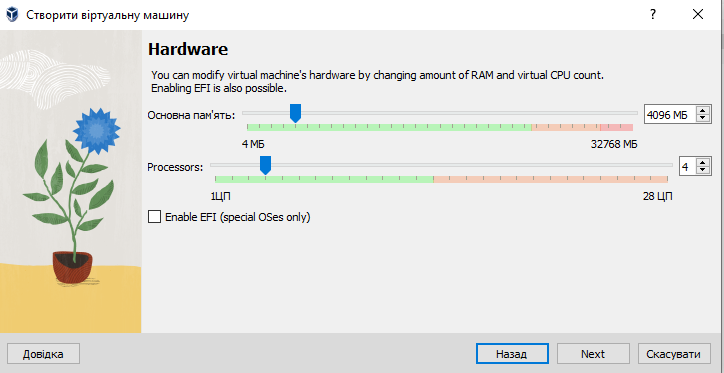 Створити віртуальну машину
Hardware
You can modify virtual machine's hardware by changing amount of RAM and virtual CPU count.
Enabling EFI is also possible.
Основна пам'ять:
4096 МБ
4 МБ
32768 МБ
Processors:
4
1ЦП
28 ЦП
Enable EFI (special OSes only)
Довідка
Назад
Next
Скасувати